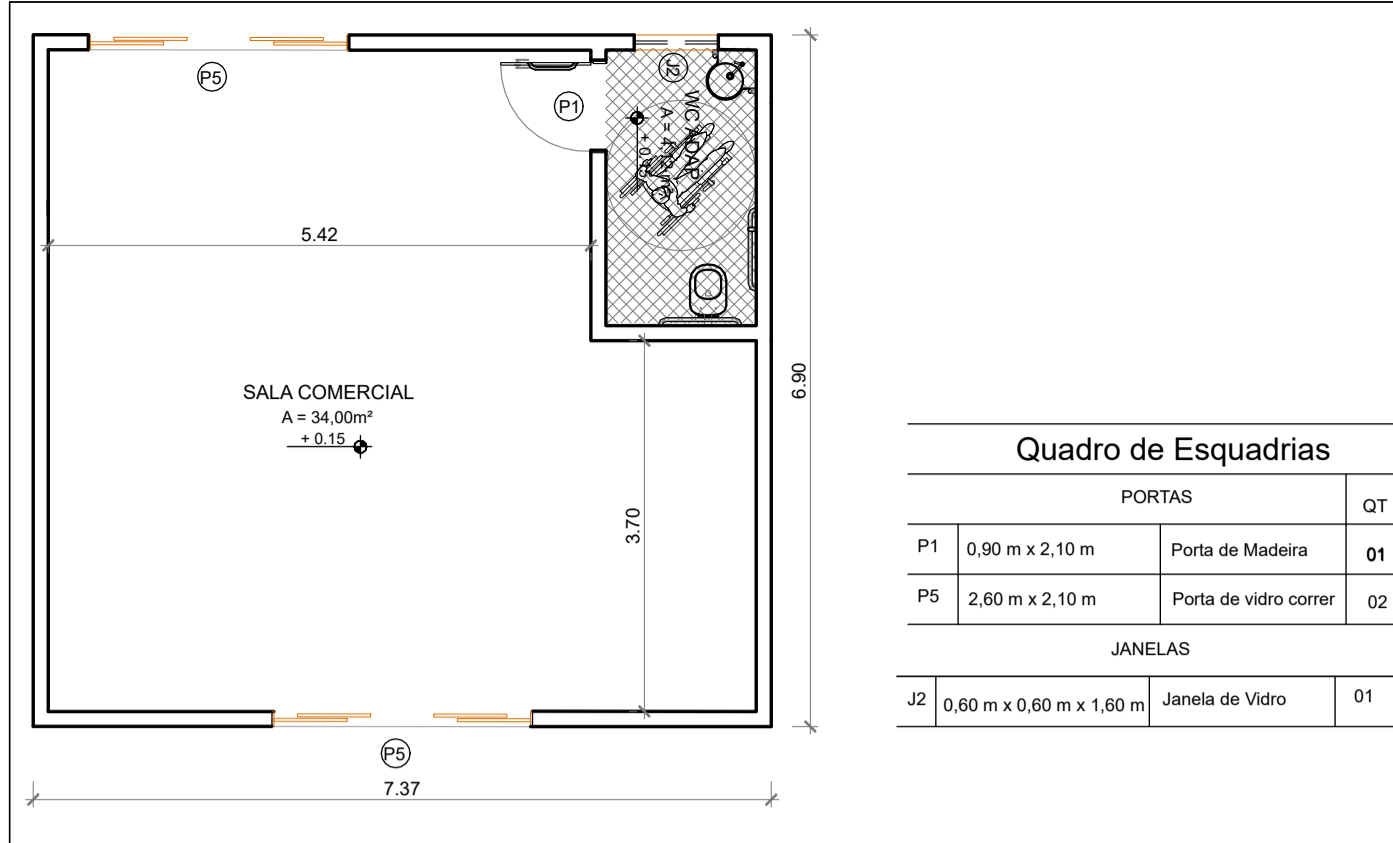 P5
P1
J2
WC ADAP
5.42
SALA COMERCIAL
A = 34,00m²
+ 0.15
3.70
6.90
P5
7.37
Quadro de Esquadrias
PORTAS
QT
P1 0,90 m x 2,10 m Porta de Madeira 01
P5 2,60 m x 2,10 m Porta de vidro correr 02
JANELAS
J2 0,60 m x 0,60 m x 1,60 m Janela de Vidro 01